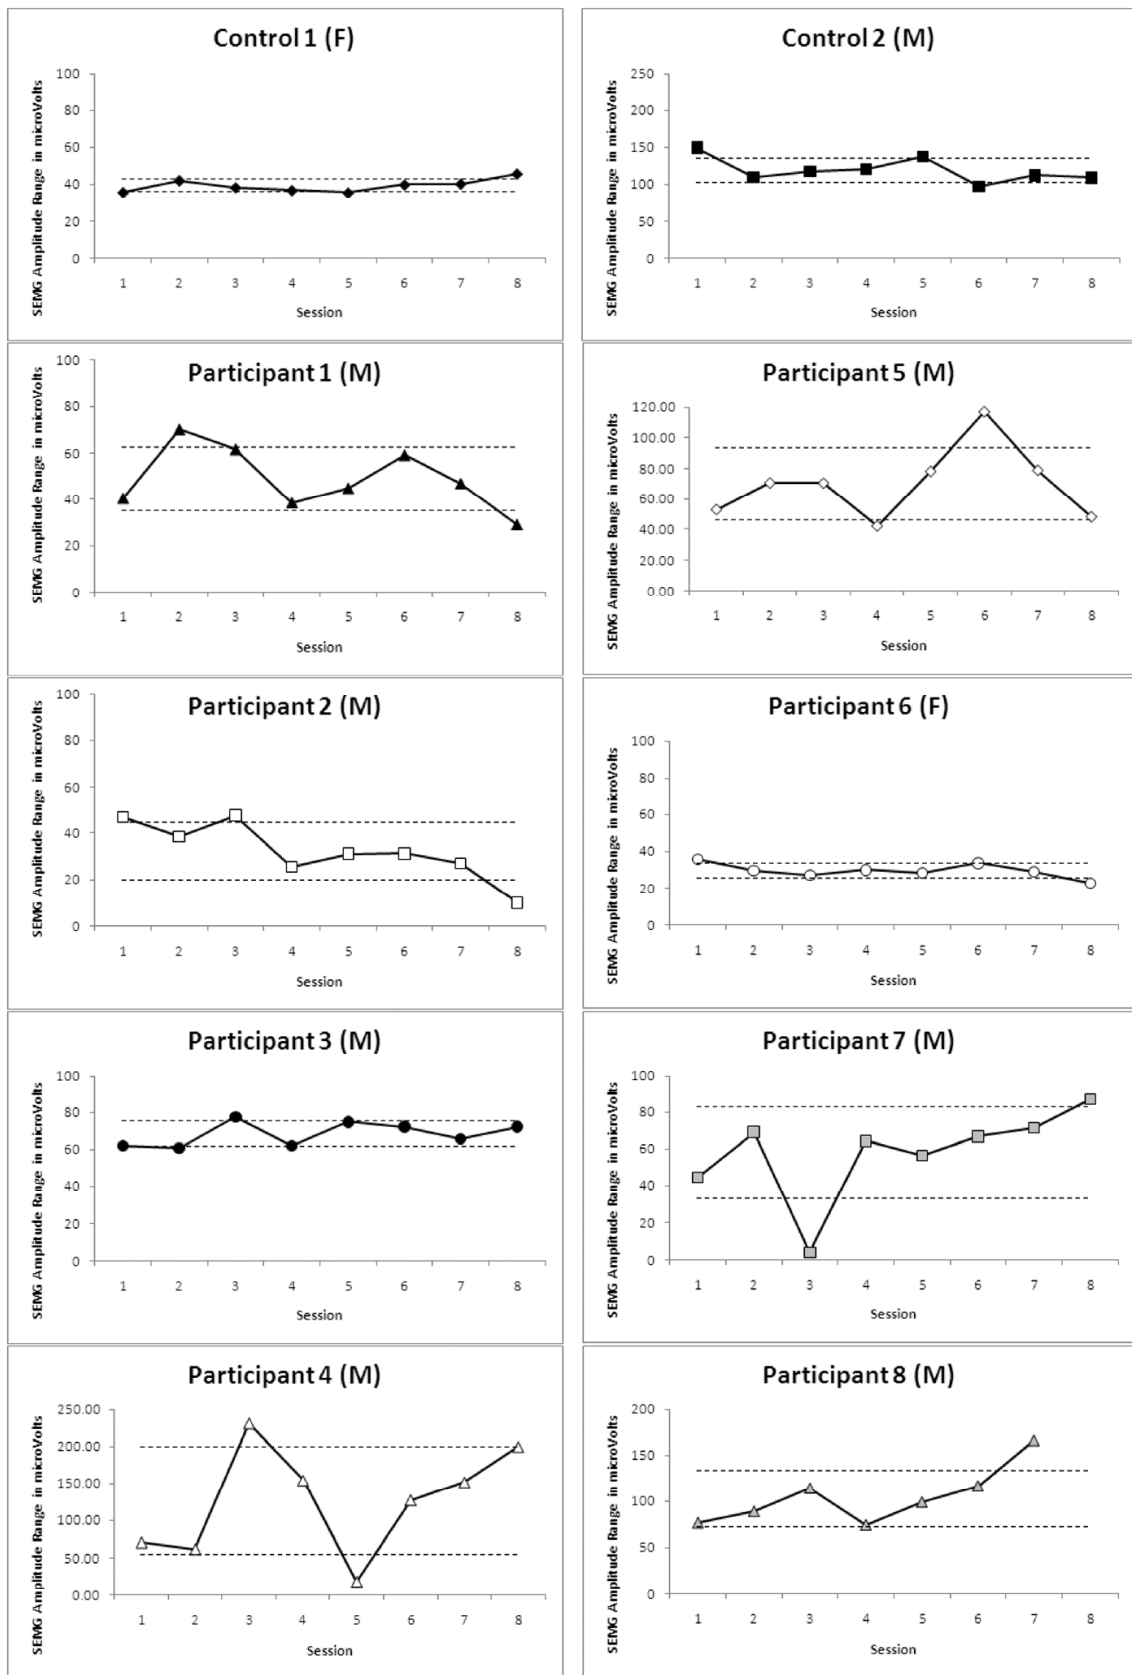 Control 1 (F)
SEMG Amplitude Range in microVolts
100
80
60
40
20
0
1 2 3 4 5 6 7 8
Session
Control 2 (M)
SEMG Amplitude Range in microVolts
250
200
150
100
50
0
1 2 3 4 5 6 7 8
Session
Participant 1 (M)
SEMG Amplitude Range in microVolts
100
80
60
40
20
0
1 2 3 4 5 6 7 8
Session
Participant 5 (M)
SEMG Amplitude Range in microVolts
120.00
100.00
80.00
60.00
40.00
20.00
0.00
1 2 3 4 5 6 7 8
Session
Participant 2 (M)
SEMG Amplitude Range in microVolts
100
80
60
40
20
0
1 2 3 4 5 6 7 8
Session
Participant 6 (F)
SEMG Amplitude Range in microVolts
100
80
60
40
20
0
1 2 3 4 5 6 7 8
Session
Participant 3 (M)
SEMG Amplitude Range in microVolts
100
80
60
40
20
0
1 2 3 4 5 6 7 8
Session
Participant 7 (M)
SEMG Amplitude Range in microVolts
100
80
60
40
20
0
1 2 3 4 5 6 7 8
Session
Participant 4 (M)
SEMG Amplitude Range in microVolts
250.00
200.00
150.00
100.00
50.00
0.00
1 2 3 4 5 6 7 8
Session
Participant 8 (M)
SEMG Amplitude Range in microVolts
200
150
100
50
0
1 2 3 4 5 6 7 8
Session